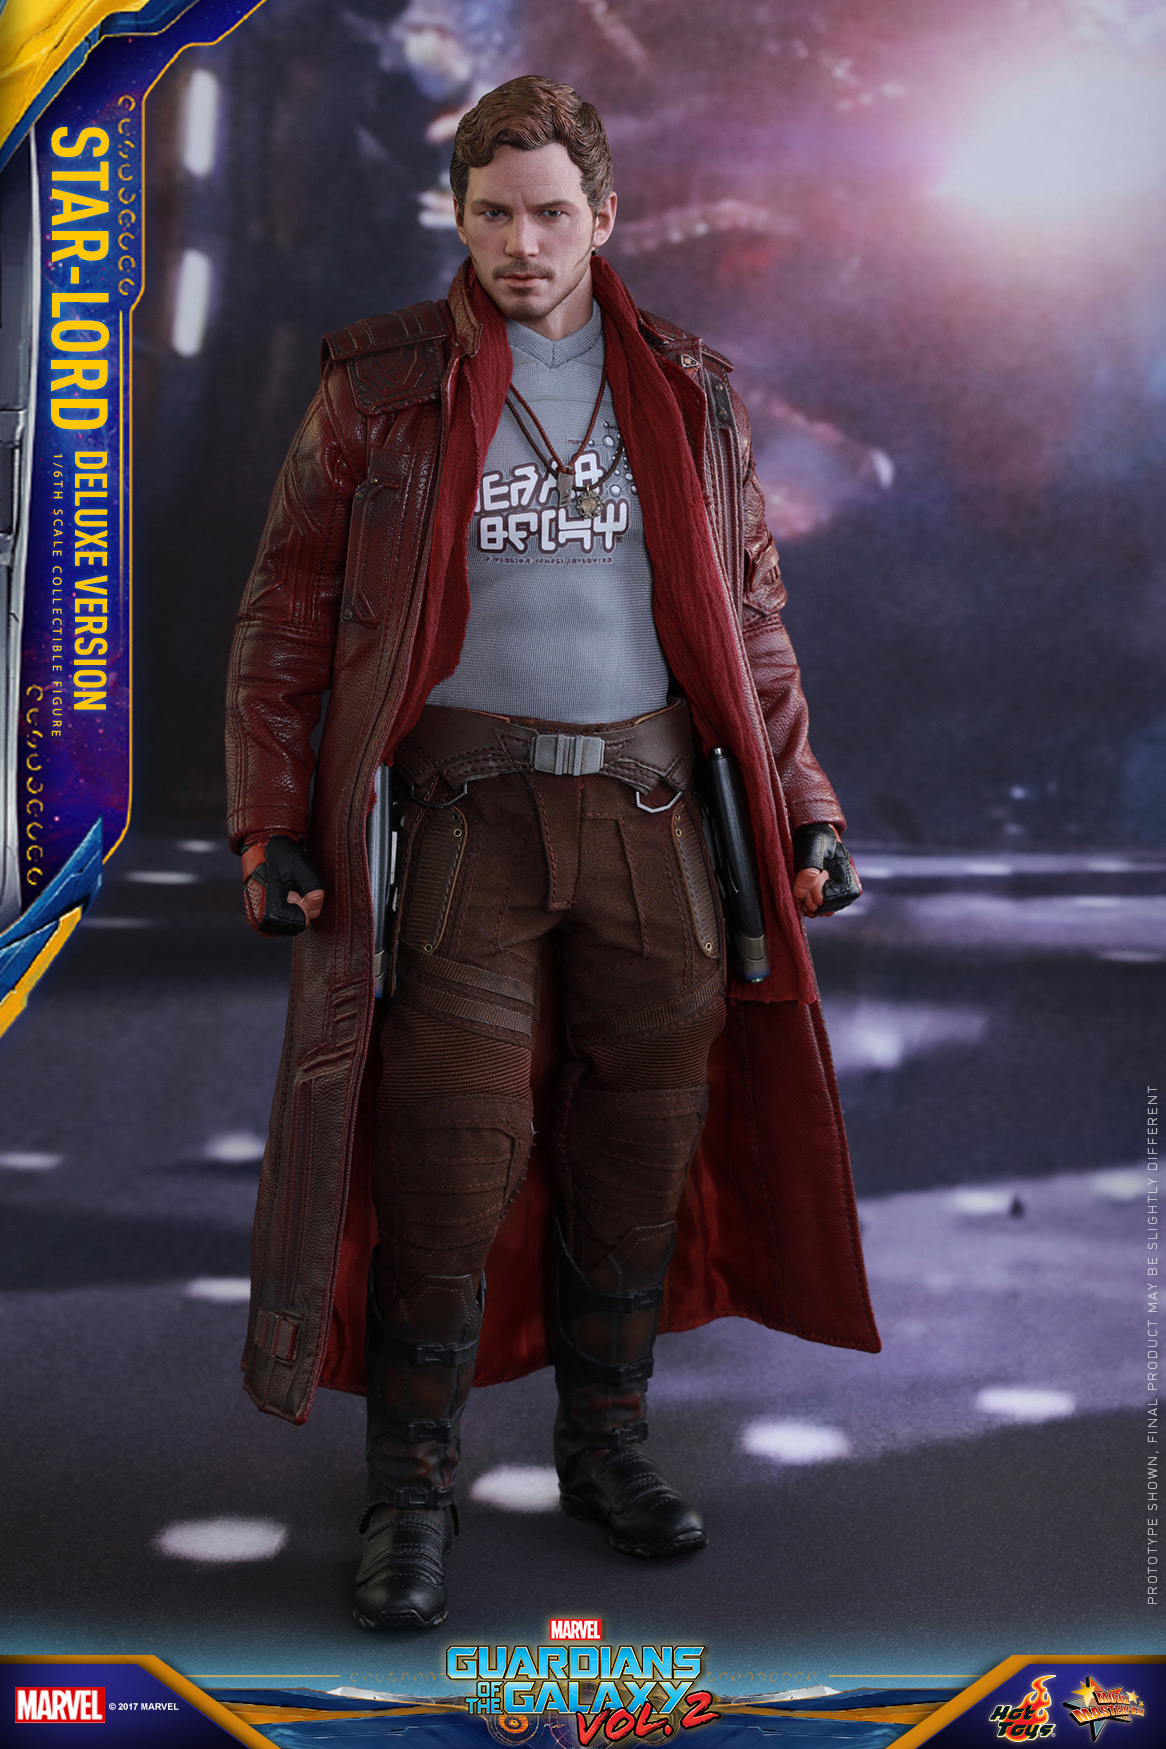 STAR-LORD DELUXE VERSION
1/6TH SCALE COLLECTIBLE FIGURE
PROTOTYPE SHOWN, FINAL PRODUCT MAY BE SLIGHTLY DIFFERENT
MARVEL
GUARDIANS
OF THE GALAXY
VOL. 2
MARVEL © 2017 MARVEL
Hot Toys
MOVIE MASTERPIECE